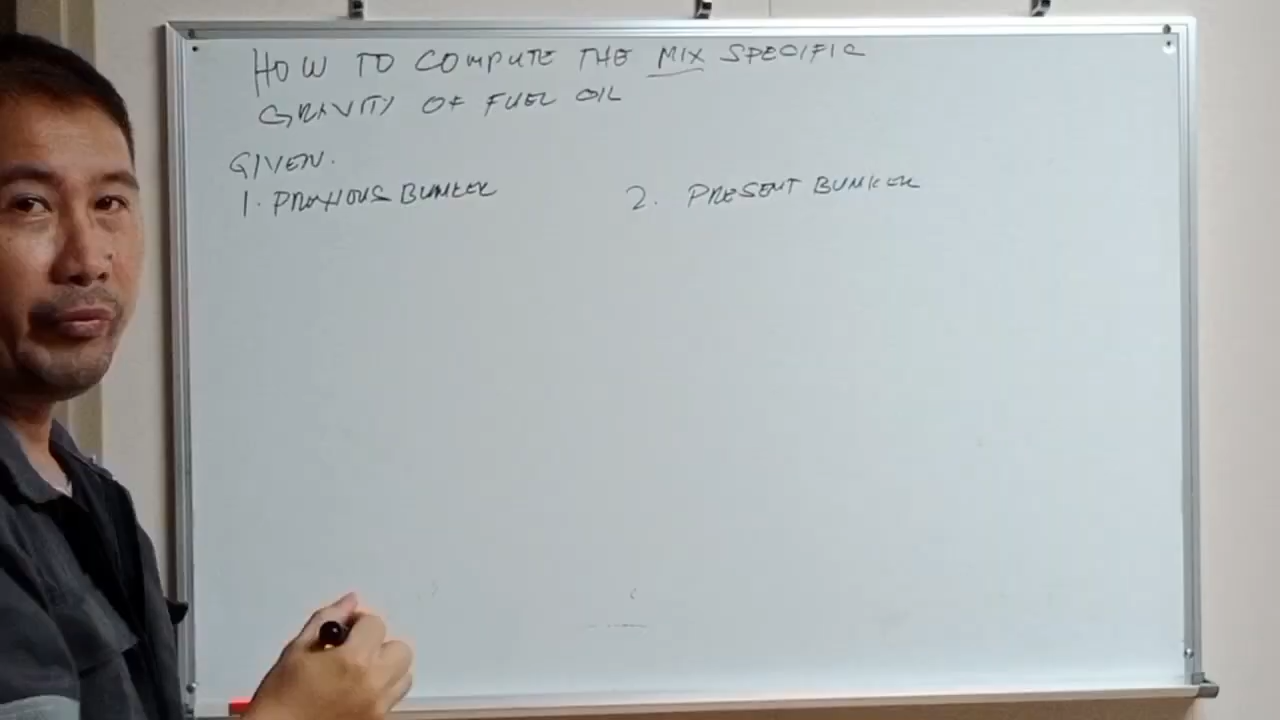 HOW TO COMPUTE THE MIX SPECIFIC
GRAVITY OF FUEL OIL
GIVEN.
1. PREVIOUS BUNKER
2. PRESENT BUNKER